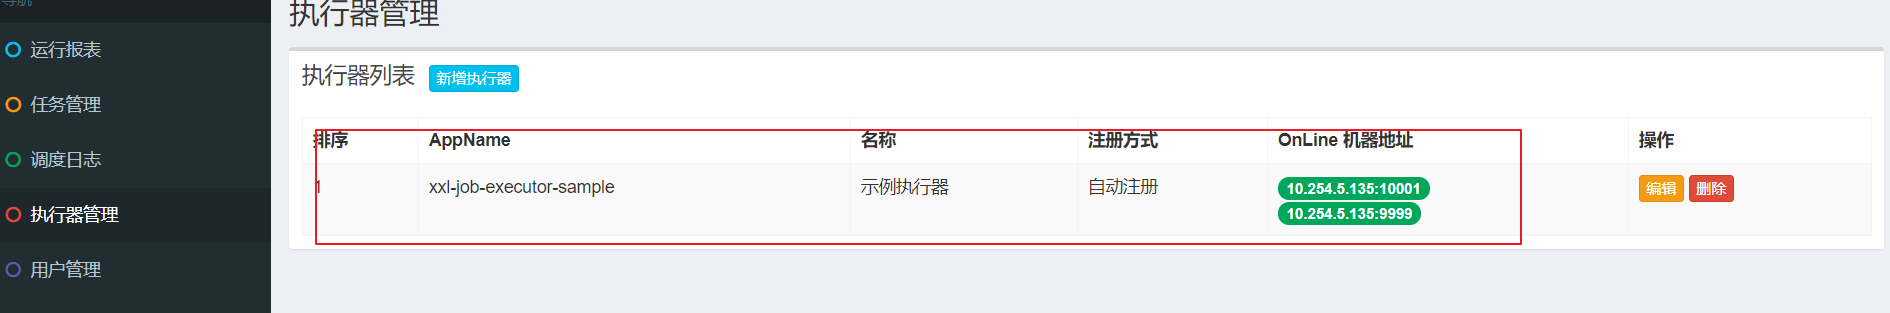 导航
执行器管理
运行报表
任务管理
调度日志
执行器管理
用户管理
执行器列表 新增执行器
排序 AppName 名称 注册方式 OnLine 机器地址 操作
1 xxl-job-executor-sample 示例执行器 自动注册 10.254.5.135:10001 编辑 删除
10.254.5.135:9999